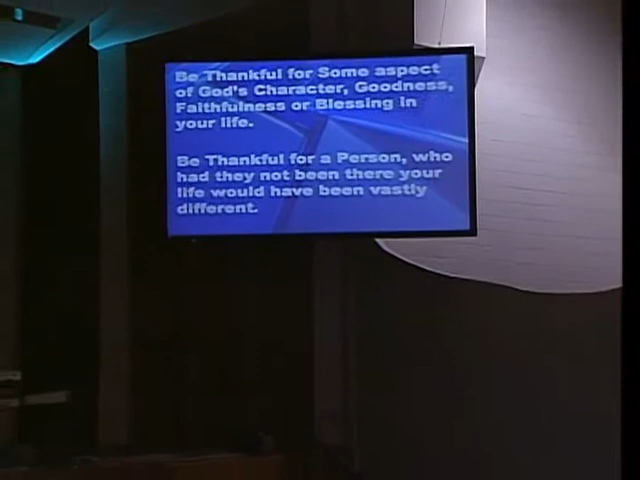 Be Thankful for Some aspect
of God's Character, Goodness,
Faithfulness or Blessing in
your life.
Be Thankful for a Person, who
had they not been there your
life would have been vastly
different.